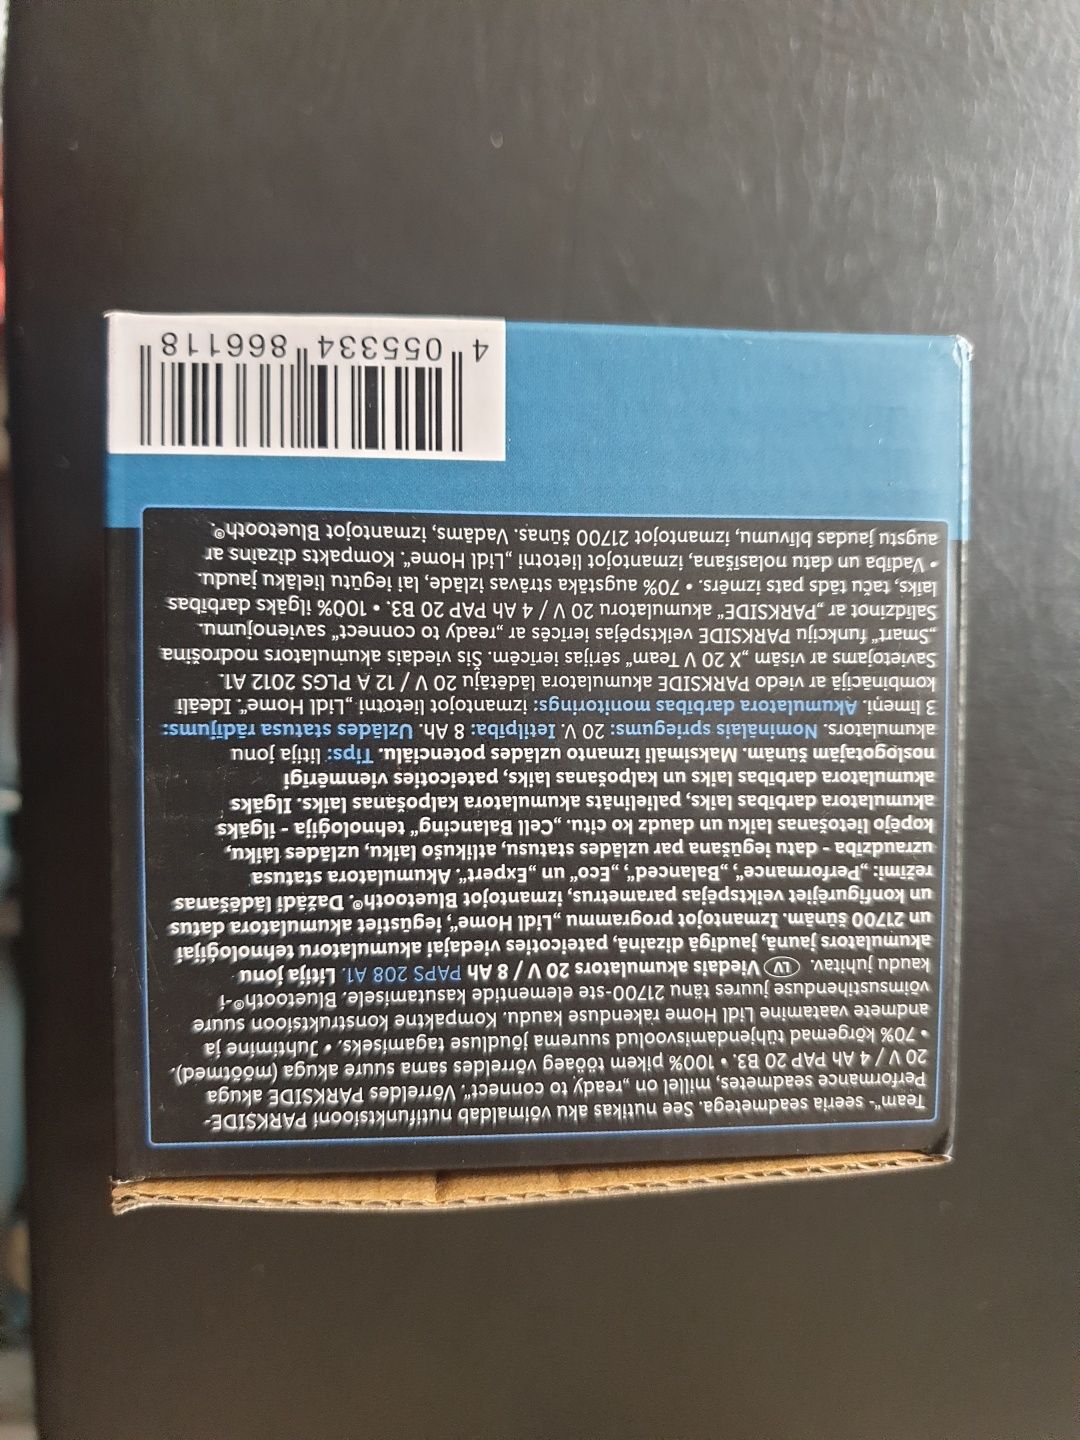 Team“- seeria seadmetega. See nutikas aku võimaldab nutifunktsiooni PARKSIDE-
Performance seadmetes, millel on „ready to connect“. Võrreldes PARKSIDE akuga
20 V / 4 Ah PAP 20 B3. • 100% pikem tööaeg võrreldes sama suure akuga (mõõtmed).
• 70% kõrgemad tühjendamisvoolud suurema jõudluse tagamiseks. • Juhtimine ja
andmete vaatamine Lidl Home rakenduse kaudu. Kompaktne konstruktsioon suure
võimsustihenduse juures tänu 21700-ste elementide kasutamisele. Bluetooth®-i
kaudu juhitav. LV Viedais akumulators 20 V / 8 Ah PAPS 208 A1. Litija jonu
akumulators jaunā, jaudīgā dizainā, pateicoties viedajai akumulatoru tehnoloģijai
un 21700 šūnām. Izmantojot programmu „Lidl Home“, iegūstiet akumulatora datus
un konfigurējiet veiktspējas parametrus, izmantojot Bluetooth®. Dažādi lādēšanas
režīmi: „Performance“, „Balanced“, „Eco“ un „Expert“. Akumulatora statusa
uzraudzība - datu iegūšana par uzlādes statusu, atlikušo laiku, uzlādes laiku,
kopējo lietošanas laiku un daudz ko citu. „Cell Balancing“ tehnoloģija - ilgāks
akumulatora darbības laiks, palielināts akumulatora kalpošanas laiks. Ilgāks
akumulatora darbības laiks un kalpošanas laiks, pateicoties vienmērīgi
noslogotajām šūnām. Maksimāli izmanto uzlādes potenciālu. Tips: litija jonu
akumulators. Nominālais spriegums: 20 V. Ietilpība: 8 Ah. Uzlādes statusa rādījums:
3 līmeņi. Akumulatora darbības monitorings: izmantojot lietotni „Lidl Home“. Ideāli
kombinācijā ar viedo PARKSIDE akumulatora lādētāju 20 V / 12 A PLGS 2012 A1.
Savietojams ar visām „X 20 V Team“ sērijas ierīcēm. Šis viedais akumulators nodrošina
„Smart“ funkciju PARKSIDE veiktspējas ierīcēs ar „ready to connect“ savienojumu.
Salīdzinot ar „PARKSIDE“ akumulatoru 20 V / 4 Ah PAP 20 B3. • 100% ilgāks darbības
laiks, taču tāds pats izmērs. • 70% augstāka strāvas izlāde, lai iegūtu lielāku jaudu.
• Vadība un datu nolasīšana, izmantojot lietotni „Lidl Home“. Kompakts dizains ar
augstu jaudas blīvumu, izmantojot 21700 šūnas. Vadāms, izmantojot Bluetooth®.
4 055334 866118